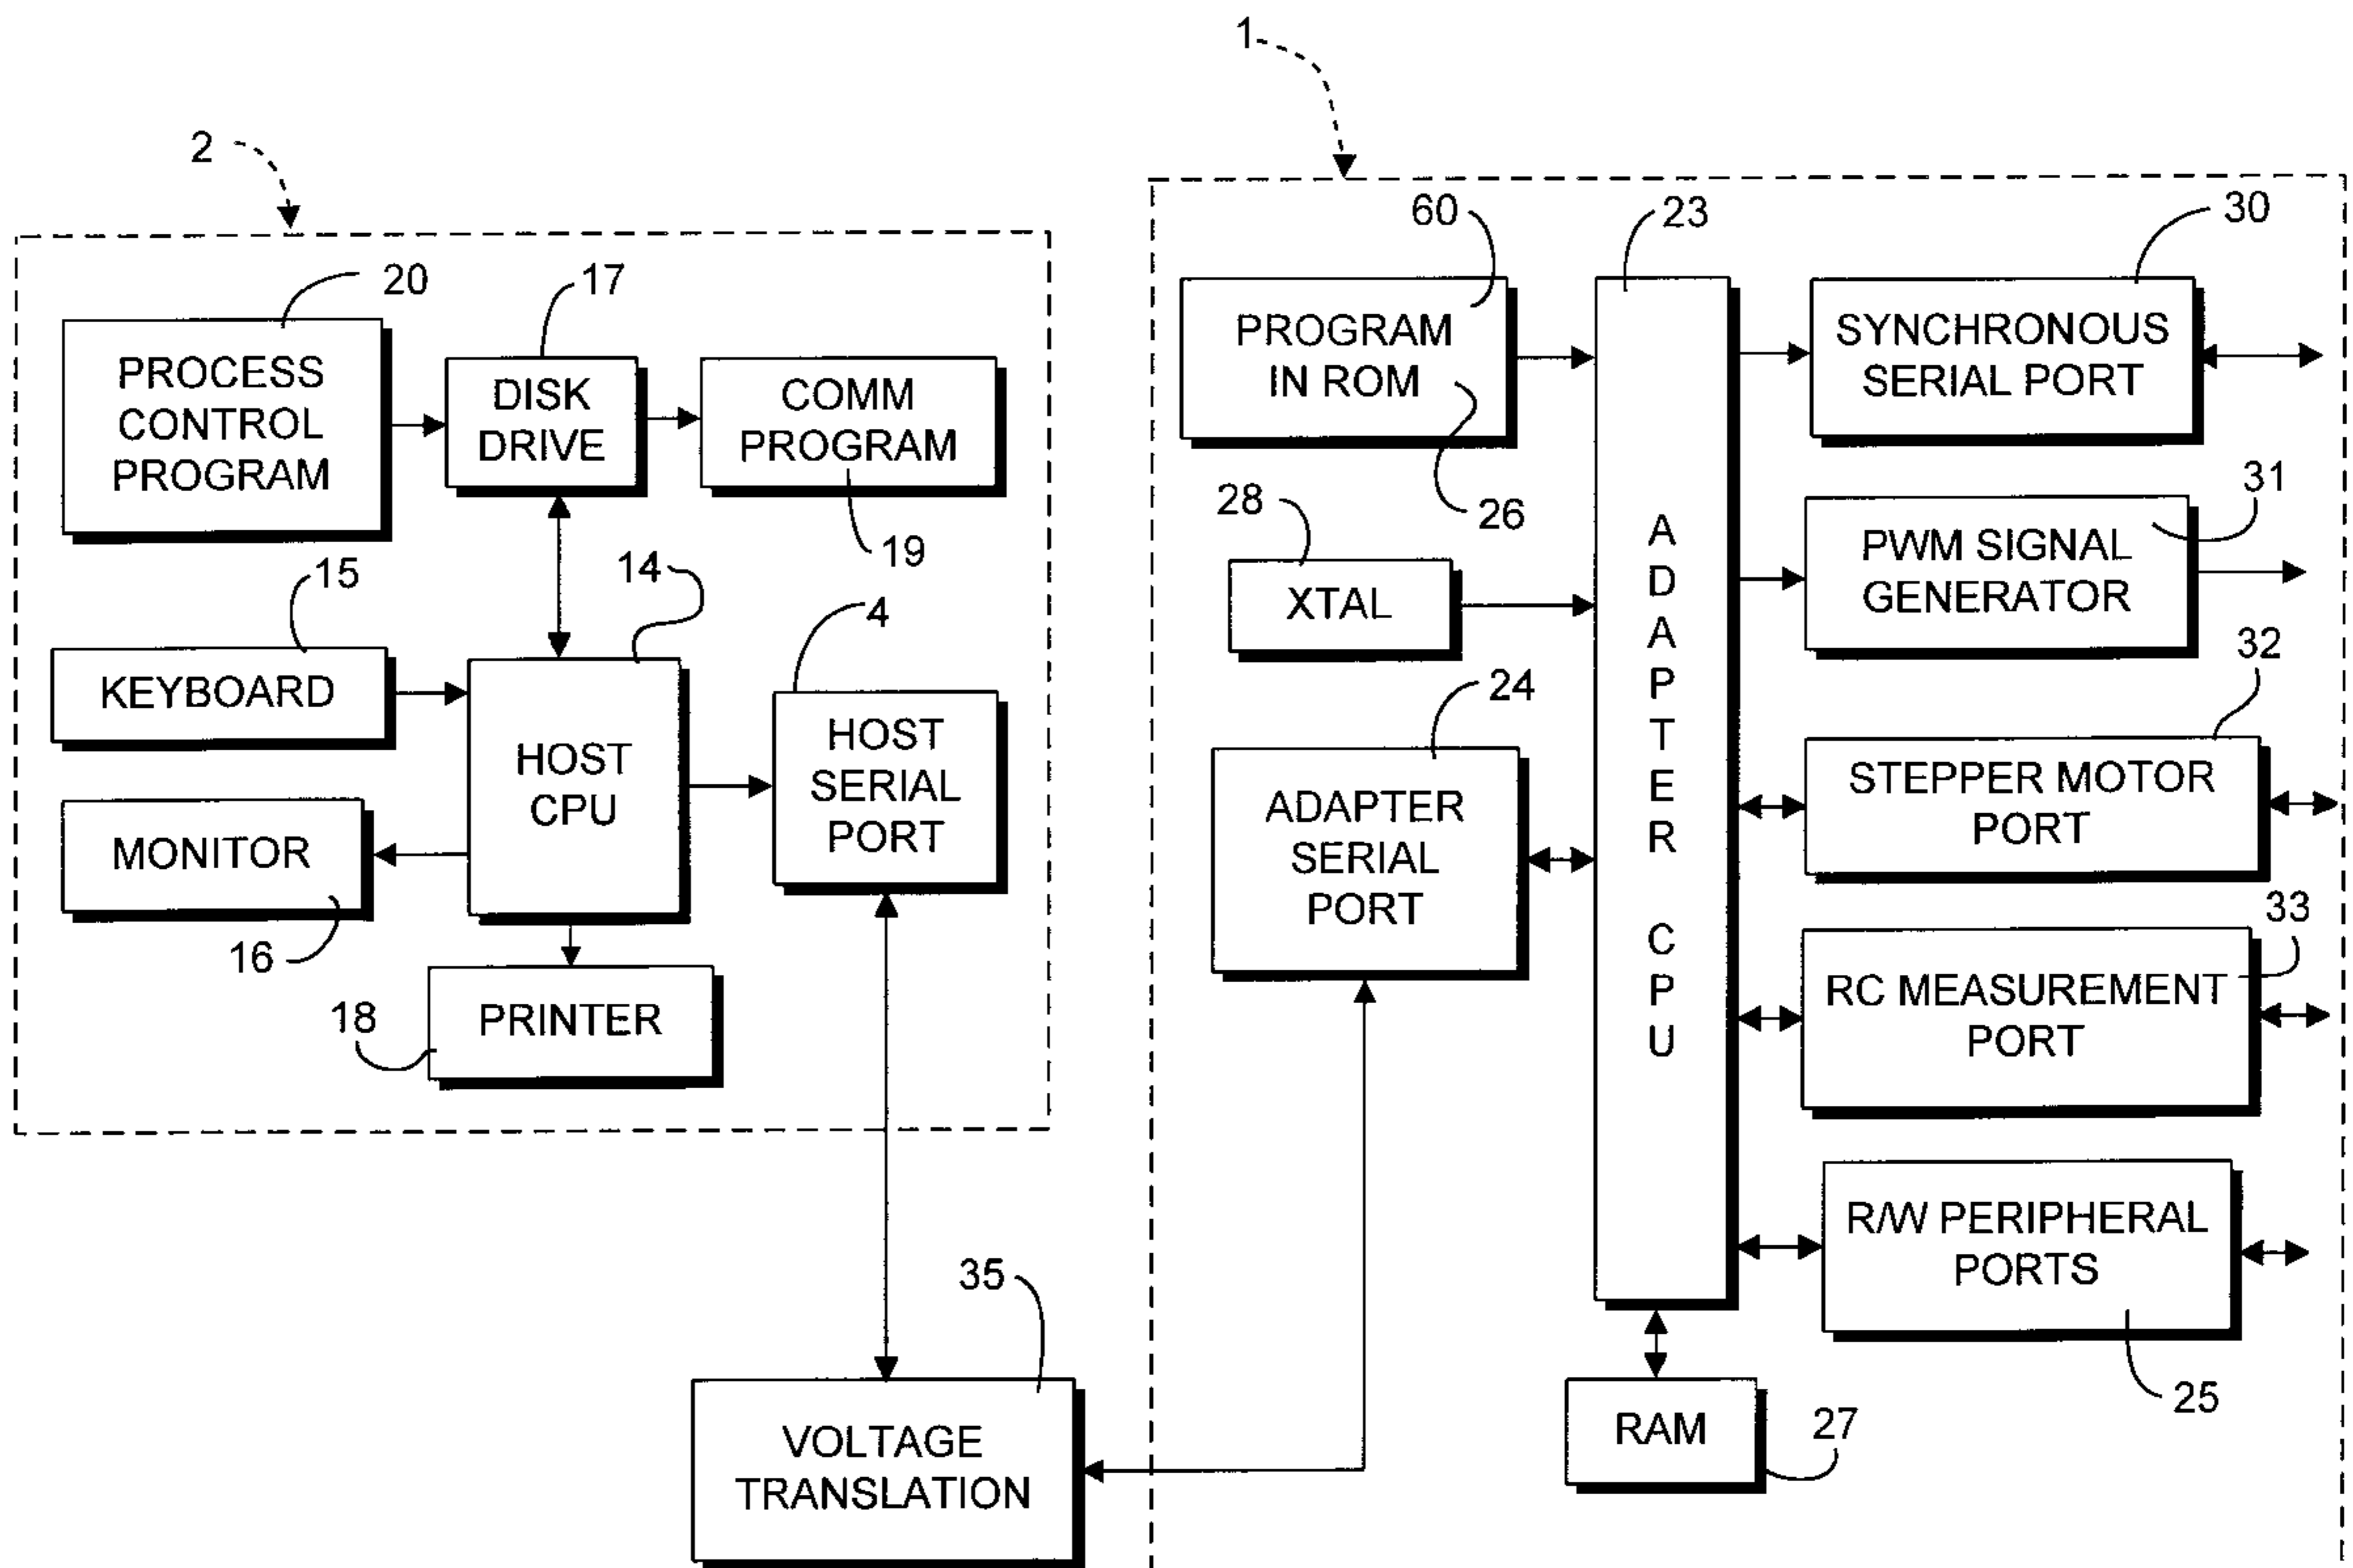 1
2
20
PROCESS
CONTROL
PROGRAM
17
DISK
DRIVE
COMM
PROGRAM
19
15
KEYBOARD
14
HOST
CPU
4
HOST
SERIAL
PORT
MONITOR
16
18
PRINTER
35
VOLTAGE
TRANSLATION
60
PROGRAM
IN ROM
26
28
XTAL
24
ADAPTER
SERIAL
PORT
23
A
D
A
P
T
E
R
C
P
U
RAM
27
30
SYNCHRONOUS
SERIAL PORT
31
PWM SIGNAL
GENERATOR
32
STEPPER MOTOR
PORT
33
RC MEASUREMENT
PORT
R/W PERIPHERAL
PORTS
25